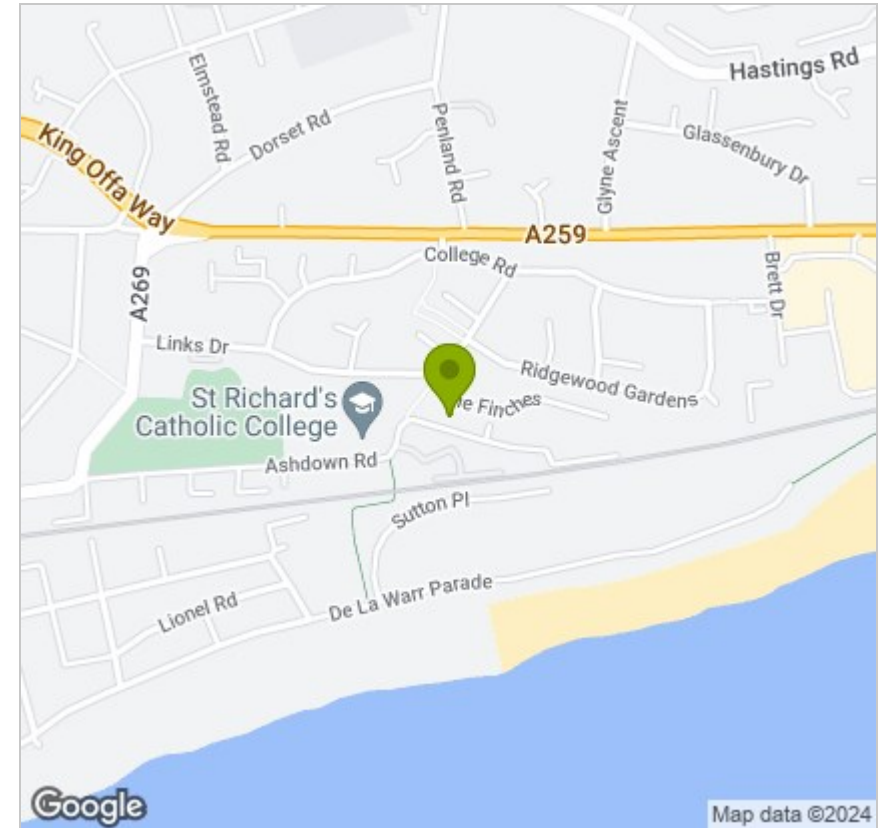 Hastings Rd
Elmstead Rd
Dorset Rd
Penland Rd
Glyne Ascent
Glassenbury Dr
King Offa Way
A259
College Rd
A269
Brett Dr
Links Dr
Ridgewood Gardens
St Richard's
Catholic College
Finches
Ashdown Rd
Sutton Pl
Lionel Rd
De La Warr Parade
Google
Map data ©2024